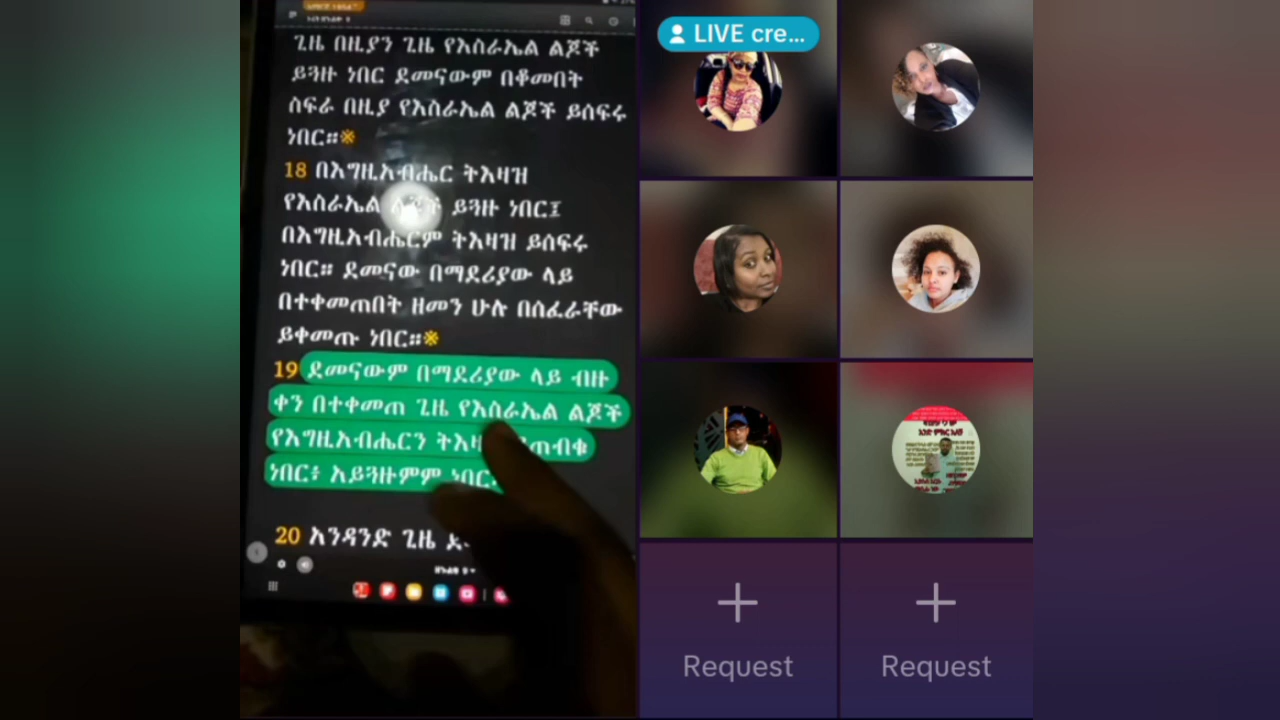 ጊዜ በዚያን ጊዜ የእስራኤል ልጆች
ይጓዙ ነበር ደመናውም በቆመበት
ስፍራ በዚያ የእስራኤል ልጆች ይሰፍሩ
ነበር።※
18 በእግዚአብሔር ትእዛዝ
የእስራኤል ልጆች ይጓዙ ነበር፤
በእግዚአብሔርም ትእዛዝ ይሰፍሩ
ነበር። ደመናው በማደሪያው ላይ
በተቀመጠበት ዘመን ሁሉ በሰፈራቸው
ይቀመጡ ነበር።※
19 ደመናውም በማደሪያው ላይ ብዙ
ቀን በተቀመጠ ጊዜ የእስራኤል ልጆች
የእግዚአብሔርን
ነበር፥ አይጓዙምም ነበር
20 አንዳንድ ጊዜ
LIVE cre...
Request
Request